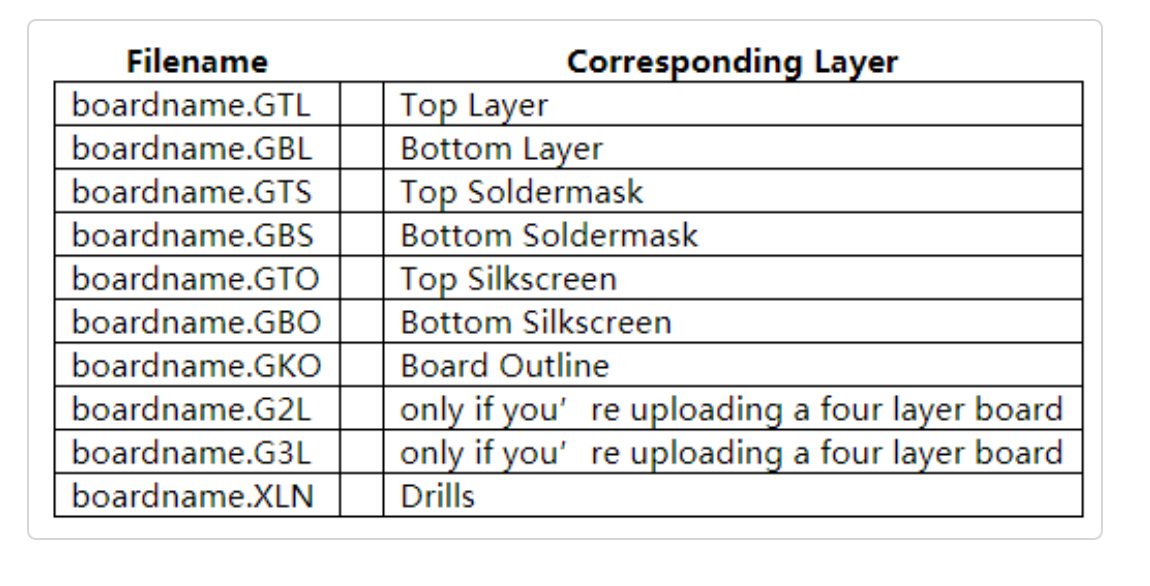 Filename Corresponding Layer
boardname.GTL Top Layer
boardname.GBL Bottom Layer
boardname.GTS Top Soldermask
boardname.GBS Bottom Soldermask
boardname.GTO Top Silkscreen
boardname.GBO Bottom Silkscreen
boardname.GKO Board Outline
boardname.G2L only if you’ re uploading a four layer board
boardname.G3L only if you’ re uploading a four layer board
boardname.XLN Drills